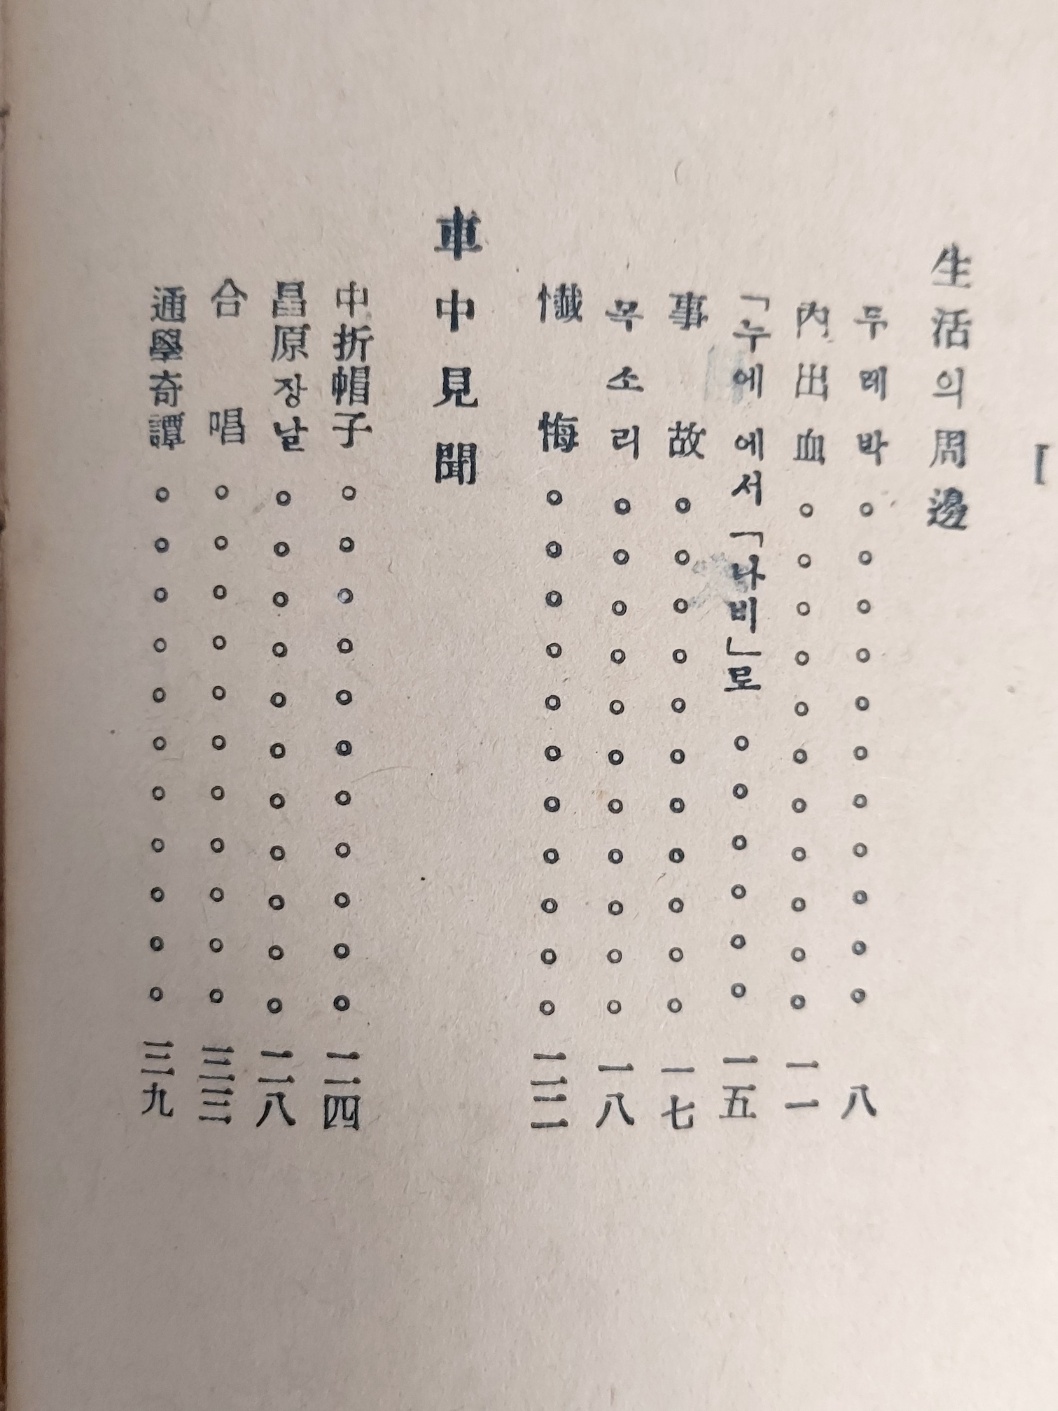 生活의周邊
두레박。。。。。。。。。。。八
內出血。。。。。。。。。。。一一
「누에에서「나비」로。。。。。。一五
事故。。。。。。。。。。。一七
목소리。。。。。。。。。。。一八
懺悔。。。。。。。。。。。二二
車中見聞
中折帽子。。。。。。。。。。。二四
昌原장날。。。。。。。。。。。二八
合唱。。。。。。。。。。。三三
通學奇譚。。。。。。。。。。。三九